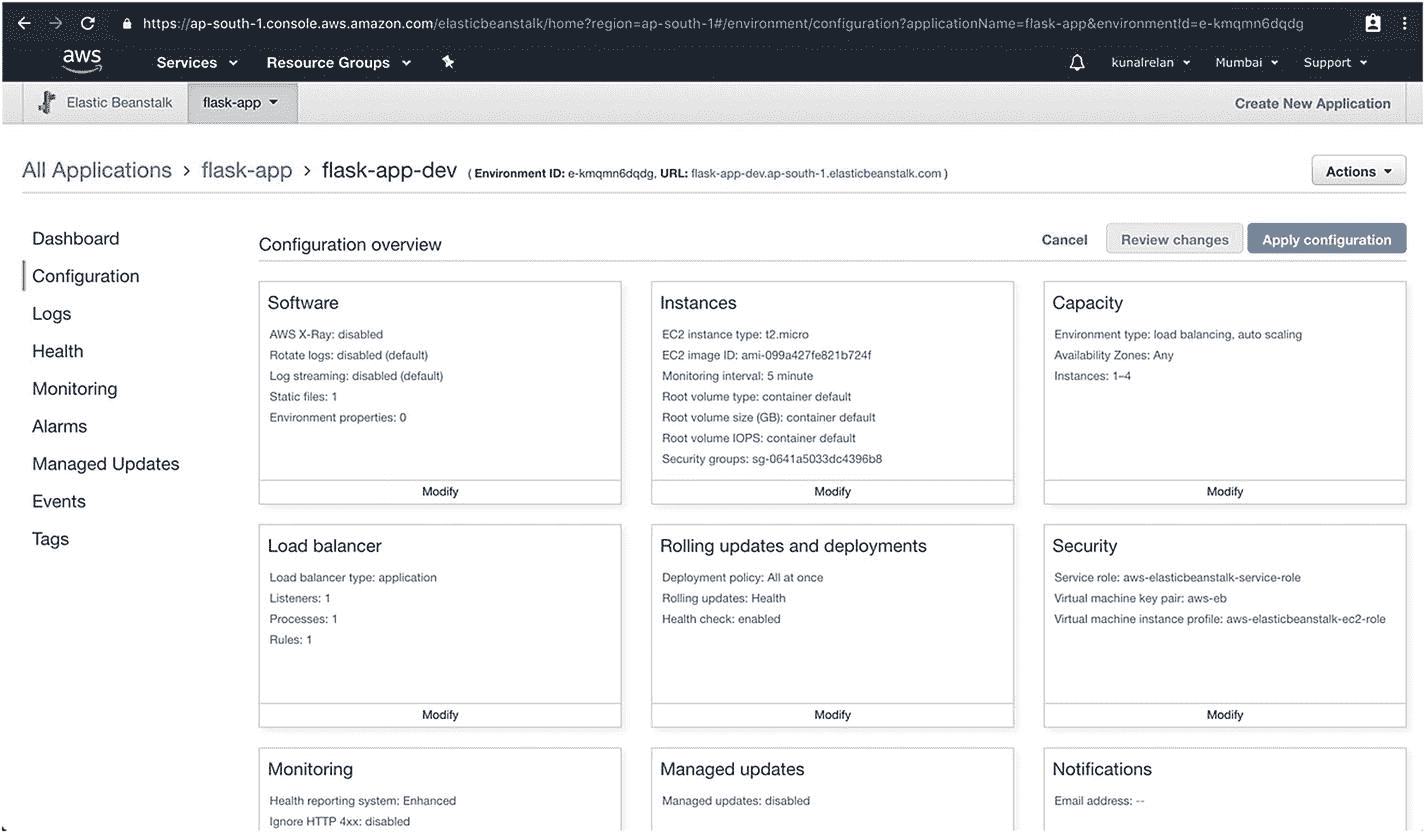 https://ap-south-1.console.aws.amazon.com/elasticbeanstalk/home?region=ap-south-1#/environment/configuration?applicationName=flask-app&environmentId=e-kmqmn6dqdg
aws Services Resource Groups kunalrelan Mumbai Support
Elastic Beanstalk flask-app Create New Application
All Applications > flask-app > flask-app-dev ( Environment ID: e-kmqmn6dqdg, URL: flask-app-dev.ap-south-1.elasticbeanstalk.com ) Actions
Dashboard
Configuration
Logs
Health
Monitoring
Alarms
Managed Updates
Events
Tags
Configuration overview Cancel Review changes Apply configuration
Software
AWS X-Ray: disabled
Rotate logs: disabled (default)
Log streaming: disabled (default)
Static files: 1
Environment properties: 0
Modify
Instances
EC2 instance type: t2.micro
EC2 image ID: ami-099a427fe821b724f
Monitoring interval: 5 minute
Root volume type: container default
Root volume size (GB): container default
Root volume IOPS: container default
Security groups: sg-0641a5033dc4396b8
Modify
Capacity
Environment type: load balancing, auto scaling
Availability Zones: Any
Instances: 1–4
Modify
Load balancer
Load balancer type: application
Listeners: 1
Processes: 1
Rules: 1
Modify
Rolling updates and deployments
Deployment policy: All at once
Rolling updates: Health
Health check: enabled
Modify
Security
Service role: aws-elasticbeanstalk-service-role
Virtual machine key pair: aws-eb
Virtual machine instance profile: aws-elasticbeanstalk-ec2-role
Modify
Monitoring
Health reporting system: Enhanced
Ignore HTTP 4xx: disabled
Managed updates
Managed updates: disabled
Notifications
Email address: --